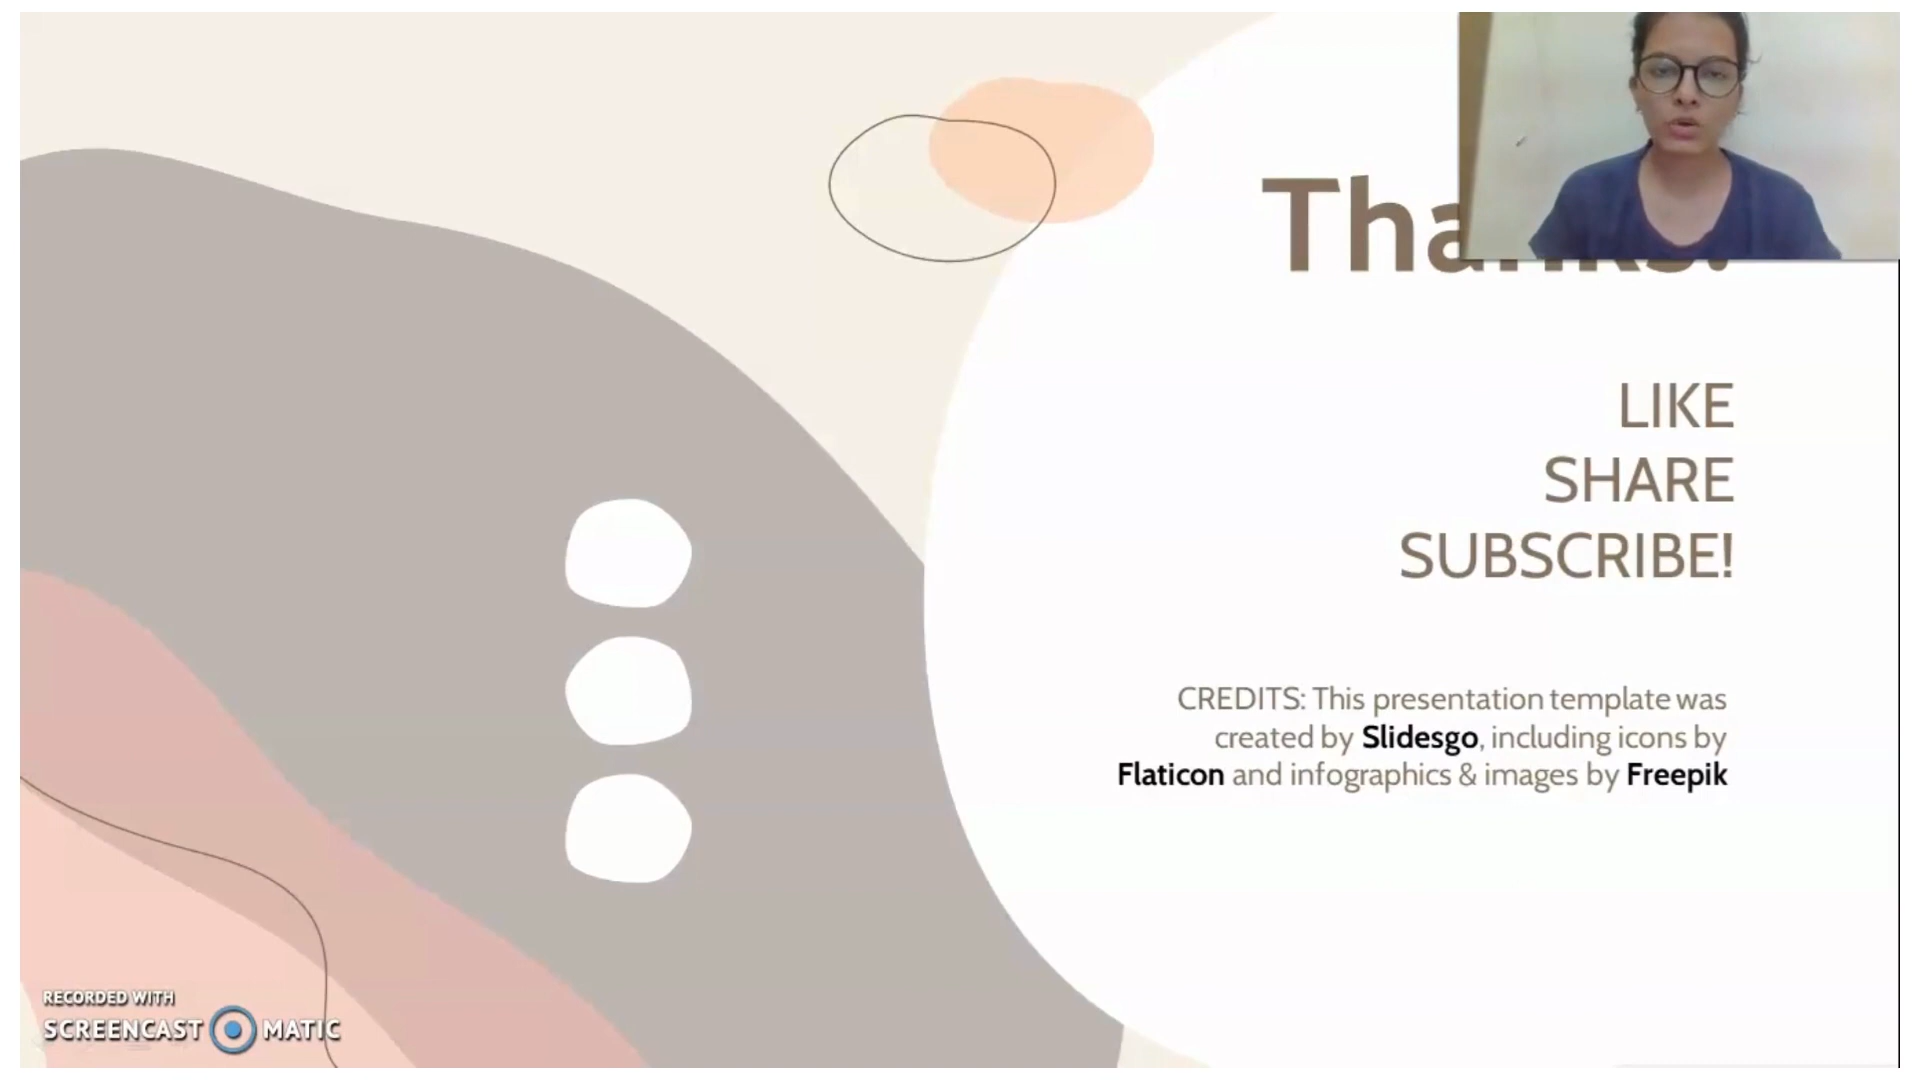 Thanks!
LIKE
SHARE
SUBSCRIBE!
CREDITS: This presentation template was
created by Slidesgo, including icons by
Flaticon and infographics & images by Freepik
RECORDED WITH
SCREENCAST MATIC